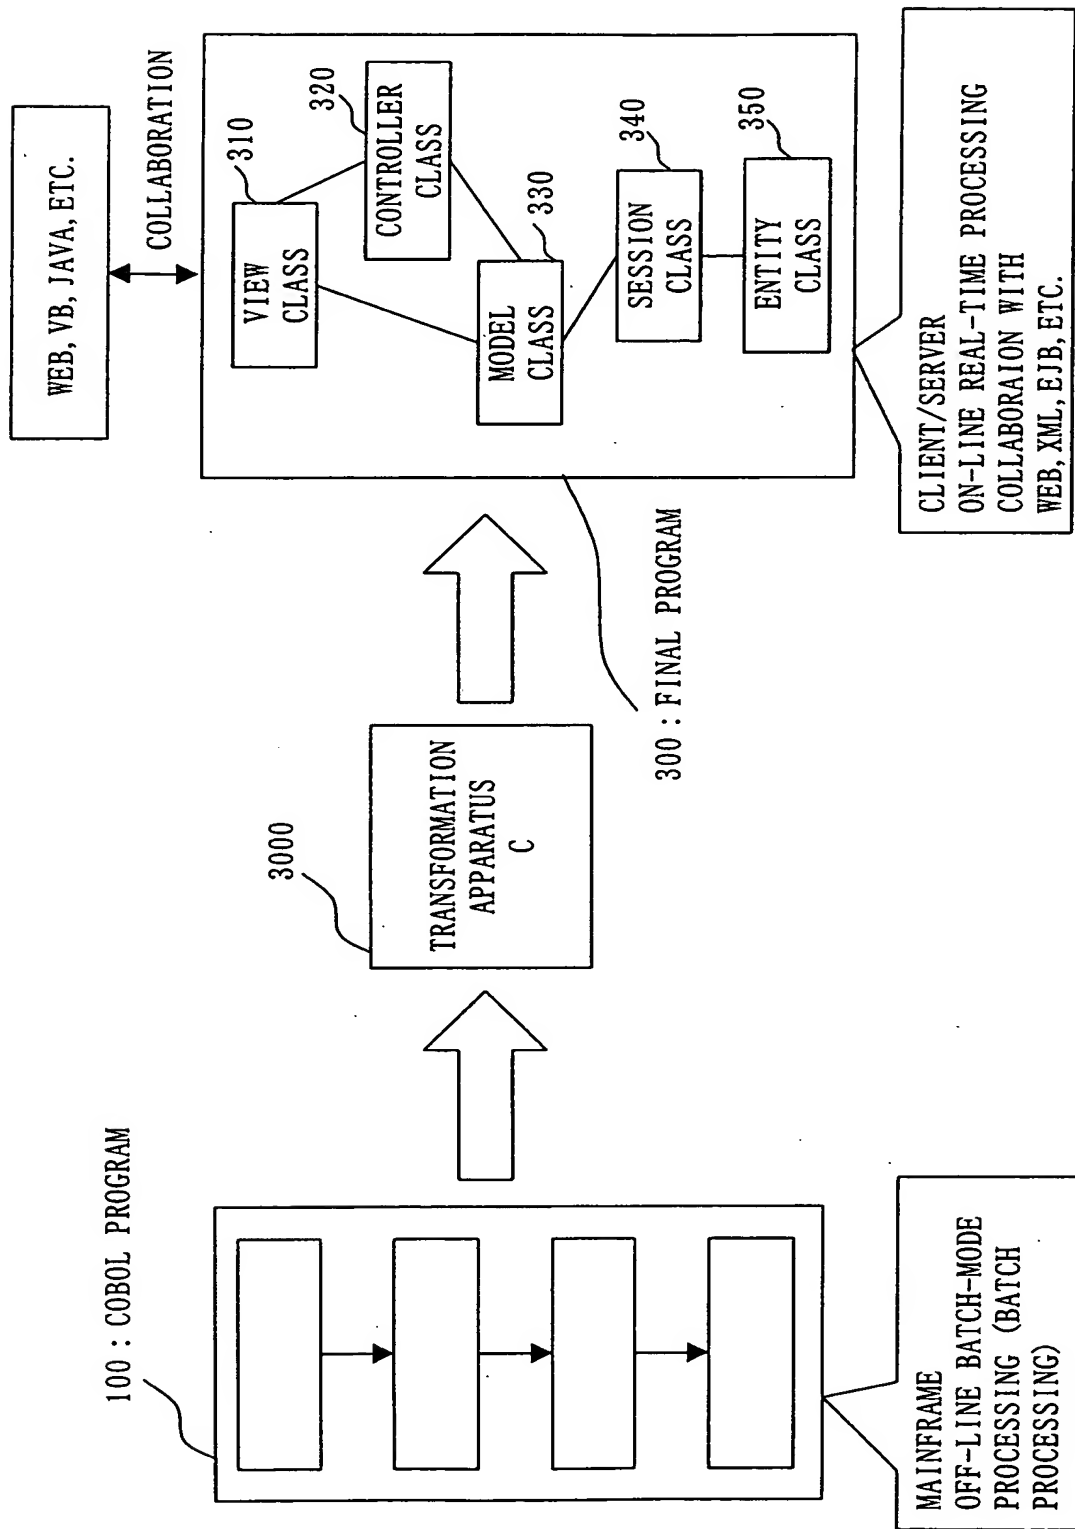 100:COBOL PROGRAM
MAINFRAME
OFF-LINE BATCH-MODE
PROCESSING (BATCH
PROCESSING)
3000
TRANSFORMATION
APPARATUS
C
300:FINAL PROGRAM
WEB, VB, JAVA, ETC.
COLLABORATION
310
VIEW
CLASS
320
CONTROLLER
CLASS
330
MODEL
CLASS
340
SESSION
CLASS
350
ENTITY
CLASS
CLIENT/SERVER
ON-LINE REAL-TIME PROCESSING
COLLABORAION WITH
WEB, XML, EJB, ETC.